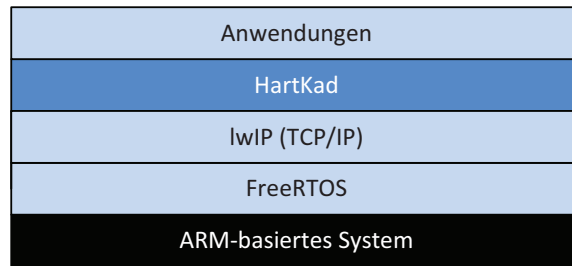 Anwendungen
HartKad
lwIP (TCP/IP)
FreeRTOS
ARM-basiertes System